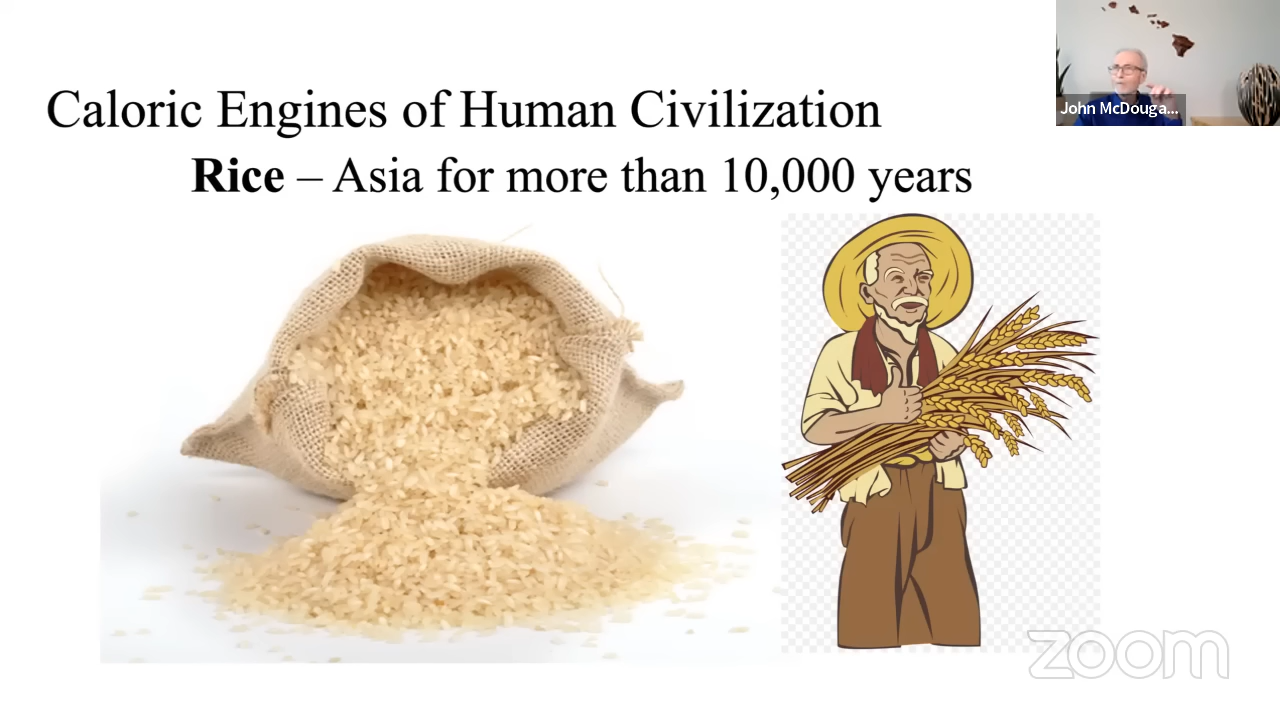 Caloric Engines of Human Civilization
Rice – Asia for more than 10,000 years
John McDouga...
zoom